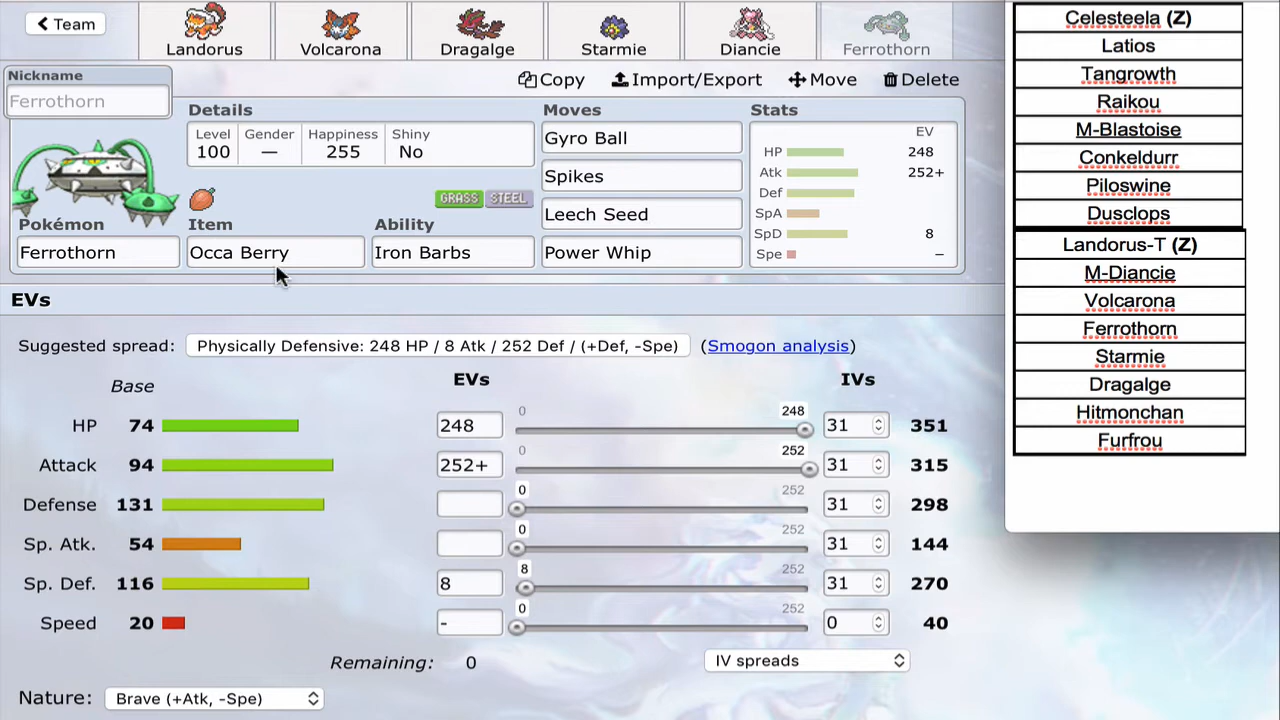 Team
Landorus
Volcarona
Dragalge
Starmie
Diancie
Ferrothorn
Copy
Import/Export
Move
Delete
Nickname
Ferrothorn
Details
Level
100
Gender
—
Happiness
255
Shiny
No
GRASS STEEL
Pokémon
Ferrothorn
Item
Occa Berry
Ability
Iron Barbs
Moves
Gyro Ball
Spikes
Leech Seed
Power Whip
Stats
EV
HP 248
Atk 252+
Def
SpA
SpD 8
Spe –
EVs
Suggested spread: Physically Defensive: 248 HP / 8 Atk / 252 Def / (+Def, -Spe) (Smogon analysis)
Base EVs IVs
HP 74 248 0 248 31 351
Attack 94 252+ 0 252 31 315
Defense 131 0 252 31 298
Sp. Atk. 54 0 252 31 144
Sp. Def. 116 8 8 252 31 270
Speed 20 - 0 252 0 40
Remaining: 0 IV spreads
Nature: Brave (+Atk, -Spe)
Celesteela (Z)
Latios
Tangrowth
Raikou
M-Blastoise
Conkeldurr
Piloswine
Dusclops
Landorus-T (Z)
M-Diancie
Volcarona
Ferrothorn
Starmie
Dragalge
Hitmonchan
Furfrou